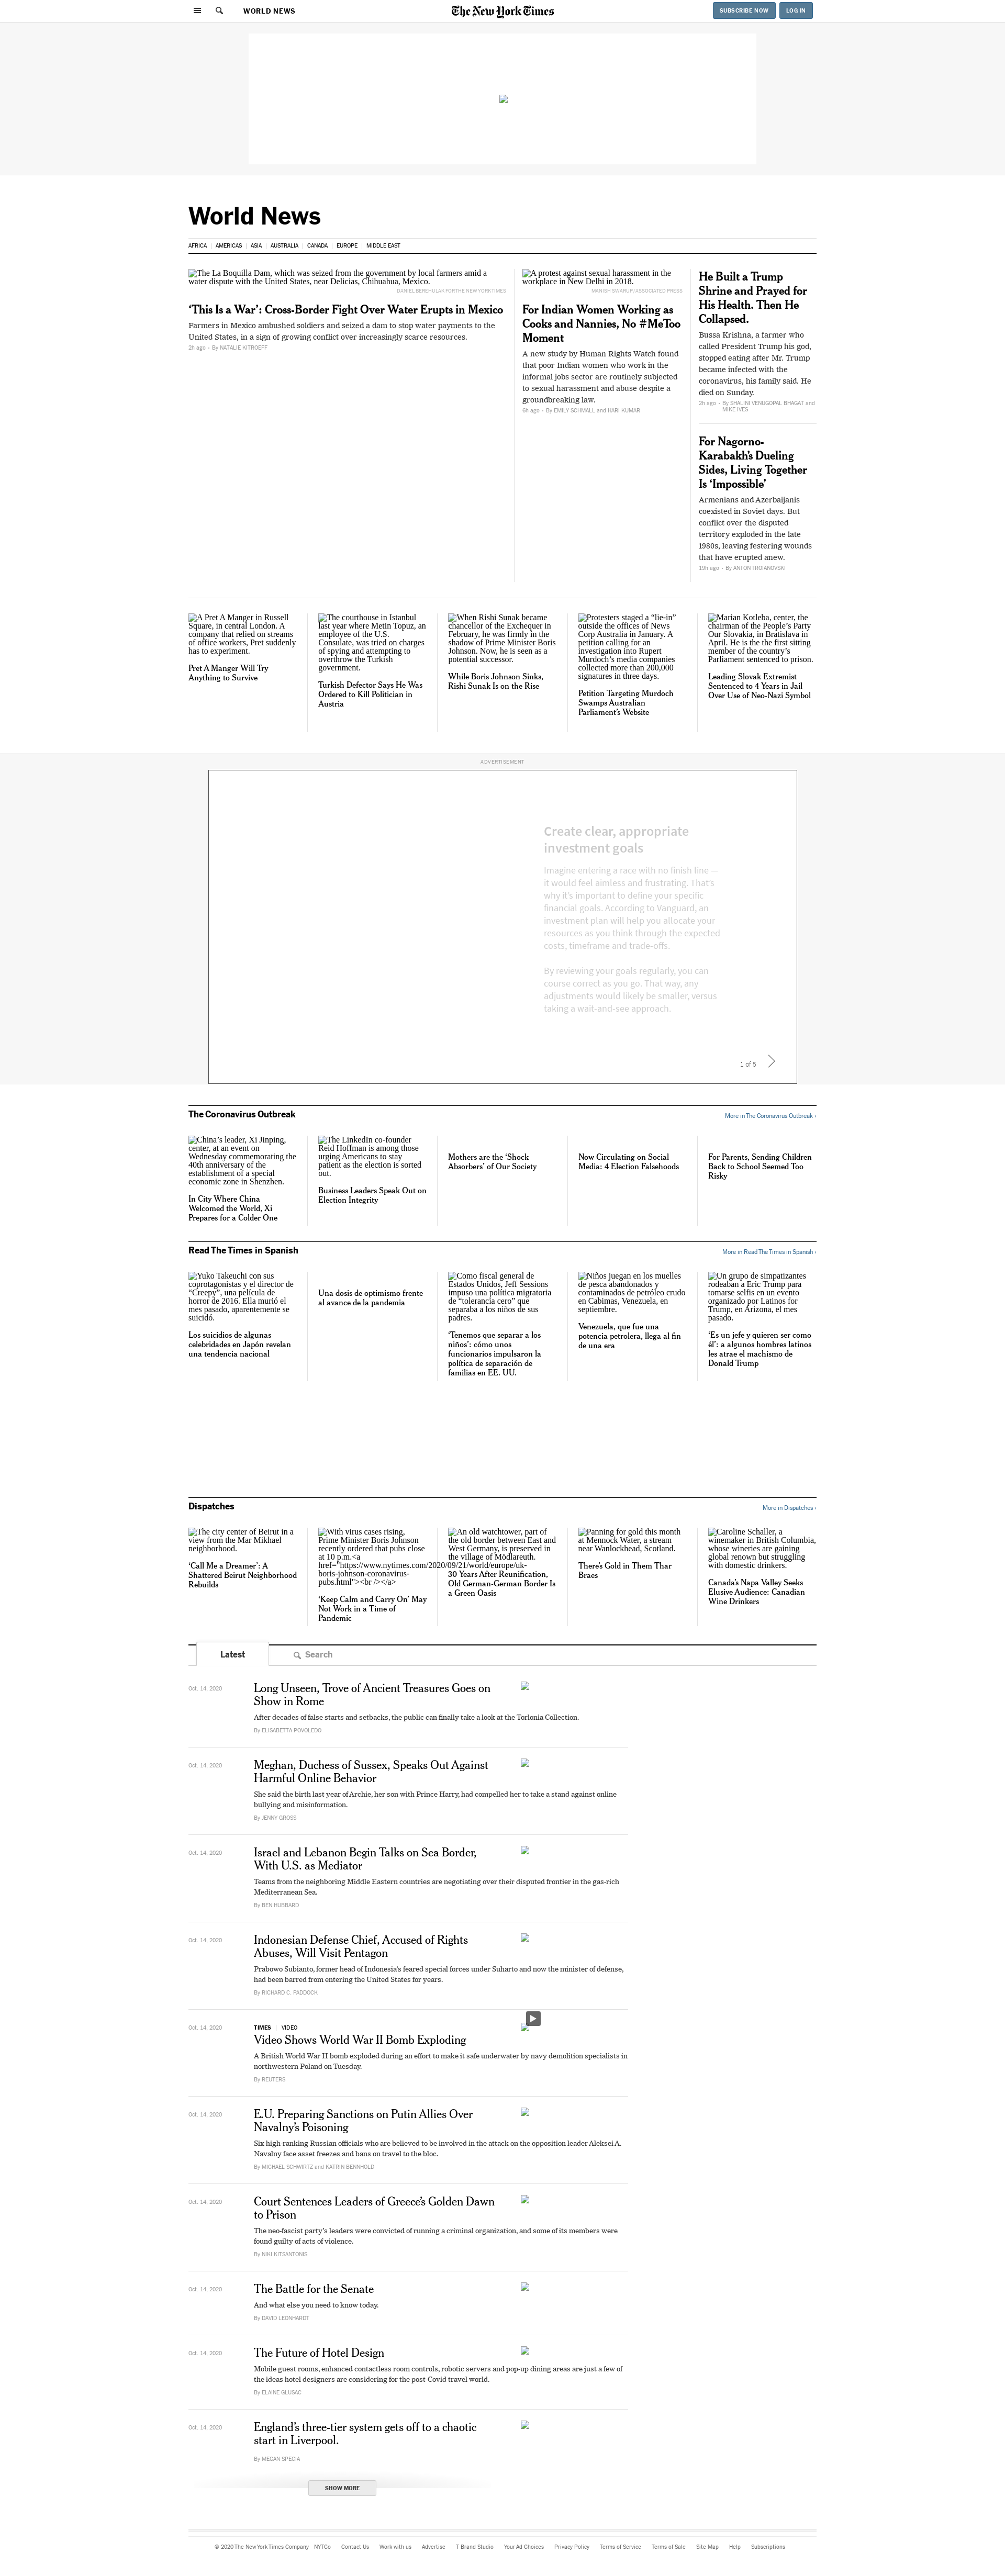 WORLD NEWS
The New York Times
SUBSCRIBE NOW
LOG IN
World News
AFRICA
AMERICAS
ASIA
AUSTRALIA
CANADA
EUROPE
MIDDLE EAST
The La Boquilla Dam, which was seized from the government by local farmers amid a
water dispute with the United States, near Delicias, Chihuahua, Mexico.
DANIEL BEREHULAK FOR THE NEW YORK TIMES
‘This Is a War’: Cross-Border Fight Over Water Erupts in Mexico
Farmers in Mexico ambushed soldiers and seized a dam to stop water payments to the
United States, in a sign of growing conflict over increasingly scarce resources.
2h ago - By NATALIE KITROEFF
A protest against sexual harassment in the
workplace in New Delhi in 2018.
MANISH SWARUP/ASSOCIATED PRESS
For Indian Women Working as
Cooks and Nannies, No #MeToo
Moment
A new study by Human Rights Watch found
that poor Indian women who work in the
informal jobs sector are routinely subjected
to sexual harassment and abuse despite a
groundbreaking law.
6h ago - By EMILY SCHMALL and HARI KUMAR
He Built a Trump
Shrine and Prayed for
His Health. Then He
Collapsed.
Bussa Krishna, a farmer who
called President Trump his god,
stopped eating after Mr. Trump
became infected with the
coronavirus, his family said. He
died on Sunday.
2h ago - By SHALINI VENUGOPAL BHAGAT and
MIKE IVES
For Nagorno-
Karabakh’s Dueling
Sides, Living Together
Is ‘Impossible’
Armenians and Azerbaijanis
coexisted in Soviet days. But
conflict over the disputed
territory exploded in the late
1980s, leaving festering wounds
that have erupted anew.
19h ago - By ANTON TROIANOVSKI
A Pret A Manger in Russell
Square, in central London. A
company that relied on streams
of office workers, Pret suddenly
has to experiment.
Pret A Manger Will Try
Anything to Survive
The courthouse in Istanbul
last year where Metin Topuz, an
employee of the U.S.
Consulate, was tried on charges
of spying and attempting to
overthrow the Turkish
government.
Turkish Defector Says He Was
Ordered to Kill Politician in
Austria
When Rishi Sunak became
chancellor of the Exchequer in
February, he was firmly in the
shadow of Prime Minister Boris
Johnson. Now, he is seen as a
potential successor.
While Boris Johnson Sinks,
Rishi Sunak Is on the Rise
Protesters staged a “lie-in”
outside the offices of News
Corp Australia in January. A
petition calling for an
investigation into Rupert
Murdoch’s media companies
collected more than 200,000
signatures in three days.
Petition Targeting Murdoch
Swamps Australian
Parliament’s Website
Marian Kotleba, center, the
chairman of the People’s Party
Our Slovakia, in Bratislava in
April. He is the first sitting
member of the country’s
Parliament sentenced to prison.
Leading Slovak Extremist
Sentenced to 4 Years in Jail
Over Use of Neo-Nazi Symbol
ADVERTISEMENT
Create clear, appropriate
investment goals
Imagine entering a race with no finish line —
it would feel aimless and frustrating. That’s
why it’s important to define your specific
financial goals. According to Vanguard, an
investment plan will help you allocate your
resources as you think through the expected
costs, timeframe and trade-offs.
By reviewing your goals regularly, you can
course correct as you go. That way, any
adjustments would likely be smaller, versus
taking a wait-and-see approach.
1 of 5
The Coronavirus Outbreak
More in The Coronavirus Outbreak ›
China’s leader, Xi Jinping,
center, at an event on
Wednesday commemorating the
40th anniversary of the
establishment of a special
economic zone in Shenzhen.
In City Where China
Welcomed the World, Xi
Prepares for a Colder One
The LinkedIn co-founder
Reid Hoffman is among those
urging Americans to stay
patient as the election is sorted
out.
Business Leaders Speak Out on
Election Integrity
Mothers are the ‘Shock
Absorbers’ of Our Society
Now Circulating on Social
Media: 4 Election Falsehoods
For Parents, Sending Children
Back to School Seemed Too
Risky
Read The Times in Spanish
More in Read The Times in Spanish ›
Yuko Takeuchi con sus
coprotagonistas y el director de
“Creepy”, una película de
horror de 2016. Ella murió el
mes pasado, aparentemente se
suicidó.
Los suicidios de algunas
celebridades en Japón revelan
una tendencia nacional
Una dosis de optimismo frente
al avance de la pandemia
Como fiscal general de
Estados Unidos, Jeff Sessions
impuso una política migratoria
de “tolerancia cero” que
separaba a los niños de sus
padres.
‘Tenemos que separar a los
niños’: cómo unos
funcionarios impulsaron la
política de separación de
familias en EE. UU.
Niños juegan en los muelles
de pesca abandonados y
contaminados de petróleo crudo
en Cabimas, Venezuela, en
septiembre.
Venezuela, que fue una
potencia petrolera, llega al fin
de una era
Un grupo de simpatizantes
rodeaban a Eric Trump para
tomarse selfis en un evento
organizado por Latinos for
Trump, en Arizona, el mes
pasado.
‘Es un jefe y quieren ser como
él’: a algunos hombres latinos
les atrae el machismo de
Donald Trump
Dispatches
More in Dispatches ›
The city center of Beirut in a
view from the Mar Mikhael
neighborhood.
‘Call Me a Dreamer’: A
Shattered Beirut Neighborhood
Rebuilds
With virus cases rising,
Prime Minister Boris Johnson
recently ordered that pubs close
at 10 p.m.<a
href="https://www.nytimes.com/2020/09/21/world/europe/uk-
boris-johnson-coronavirus-
pubs.html"><br /></a>
‘Keep Calm and Carry On’ May
Not Work in a Time of
Pandemic
An old watchtower, part of
the old border between East and
West Germany, is preserved in
the village of Mödlareuth.
30 Years After Reunification,
Old German-German Border Is
a Green Oasis
Panning for gold this month
at Mennock Water, a stream
near Wanlockhead, Scotland.
There’s Gold in Them Thar
Braes
Caroline Schaller, a
winemaker in British Columbia,
whose wineries are gaining
global renown but struggling
with domestic drinkers.
Canada’s Napa Valley Seeks
Elusive Audience: Canadian
Wine Drinkers
Latest
Search
Oct. 14, 2020
Long Unseen, Trove of Ancient Treasures Goes on
Show in Rome
After decades of false starts and setbacks, the public can finally take a look at the Torlonia Collection.
By ELISABETTA POVOLEDO
Oct. 14, 2020
Meghan, Duchess of Sussex, Speaks Out Against
Harmful Online Behavior
She said the birth last year of Archie, her son with Prince Harry, had compelled her to take a stand against online
bullying and misinformation.
By JENNY GROSS
Oct. 14, 2020
Israel and Lebanon Begin Talks on Sea Border,
With U.S. as Mediator
Teams from the neighboring Middle Eastern countries are negotiating over their disputed frontier in the gas-rich
Mediterranean Sea.
By BEN HUBBARD
Oct. 14, 2020
Indonesian Defense Chief, Accused of Rights
Abuses, Will Visit Pentagon
Prabowo Subianto, former head of Indonesia’s feared special forces under Suharto and now the minister of defense,
had been barred from entering the United States for years.
By RICHARD C. PADDOCK
Oct. 14, 2020
TIMES | VIDEO
Video Shows World War II Bomb Exploding
A British World War II bomb exploded during an effort to make it safe underwater by navy demolition specialists in
northwestern Poland on Tuesday.
By REUTERS
Oct. 14, 2020
E.U. Preparing Sanctions on Putin Allies Over
Navalny’s Poisoning
Six high-ranking Russian officials who are believed to be involved in the attack on the opposition leader Aleksei A.
Navalny face asset freezes and bans on travel to the bloc.
By MICHAEL SCHWIRTZ and KATRIN BENNHOLD
Oct. 14, 2020
Court Sentences Leaders of Greece’s Golden Dawn
to Prison
The neo-fascist party’s leaders were convicted of running a criminal organization, and some of its members were
found guilty of acts of violence.
By NIKI KITSANTONIS
Oct. 14, 2020
The Battle for the Senate
And what else you need to know today.
By DAVID LEONHARDT
Oct. 14, 2020
The Future of Hotel Design
Mobile guest rooms, enhanced contactless room controls, robotic servers and pop-up dining areas are just a few of
the ideas hotel designers are considering for the post-Covid travel world.
By ELAINE GLUSAC
Oct. 14, 2020
England’s three-tier system gets off to a chaotic
start in Liverpool.
By MEGAN SPECIA
SHOW MORE
© 2020 The New York Times Company
NYTCo
Contact Us
Work with us
Advertise
T Brand Studio
Your Ad Choices
Privacy Policy
Terms of Service
Terms of Sale
Site Map
Help
Subscriptions